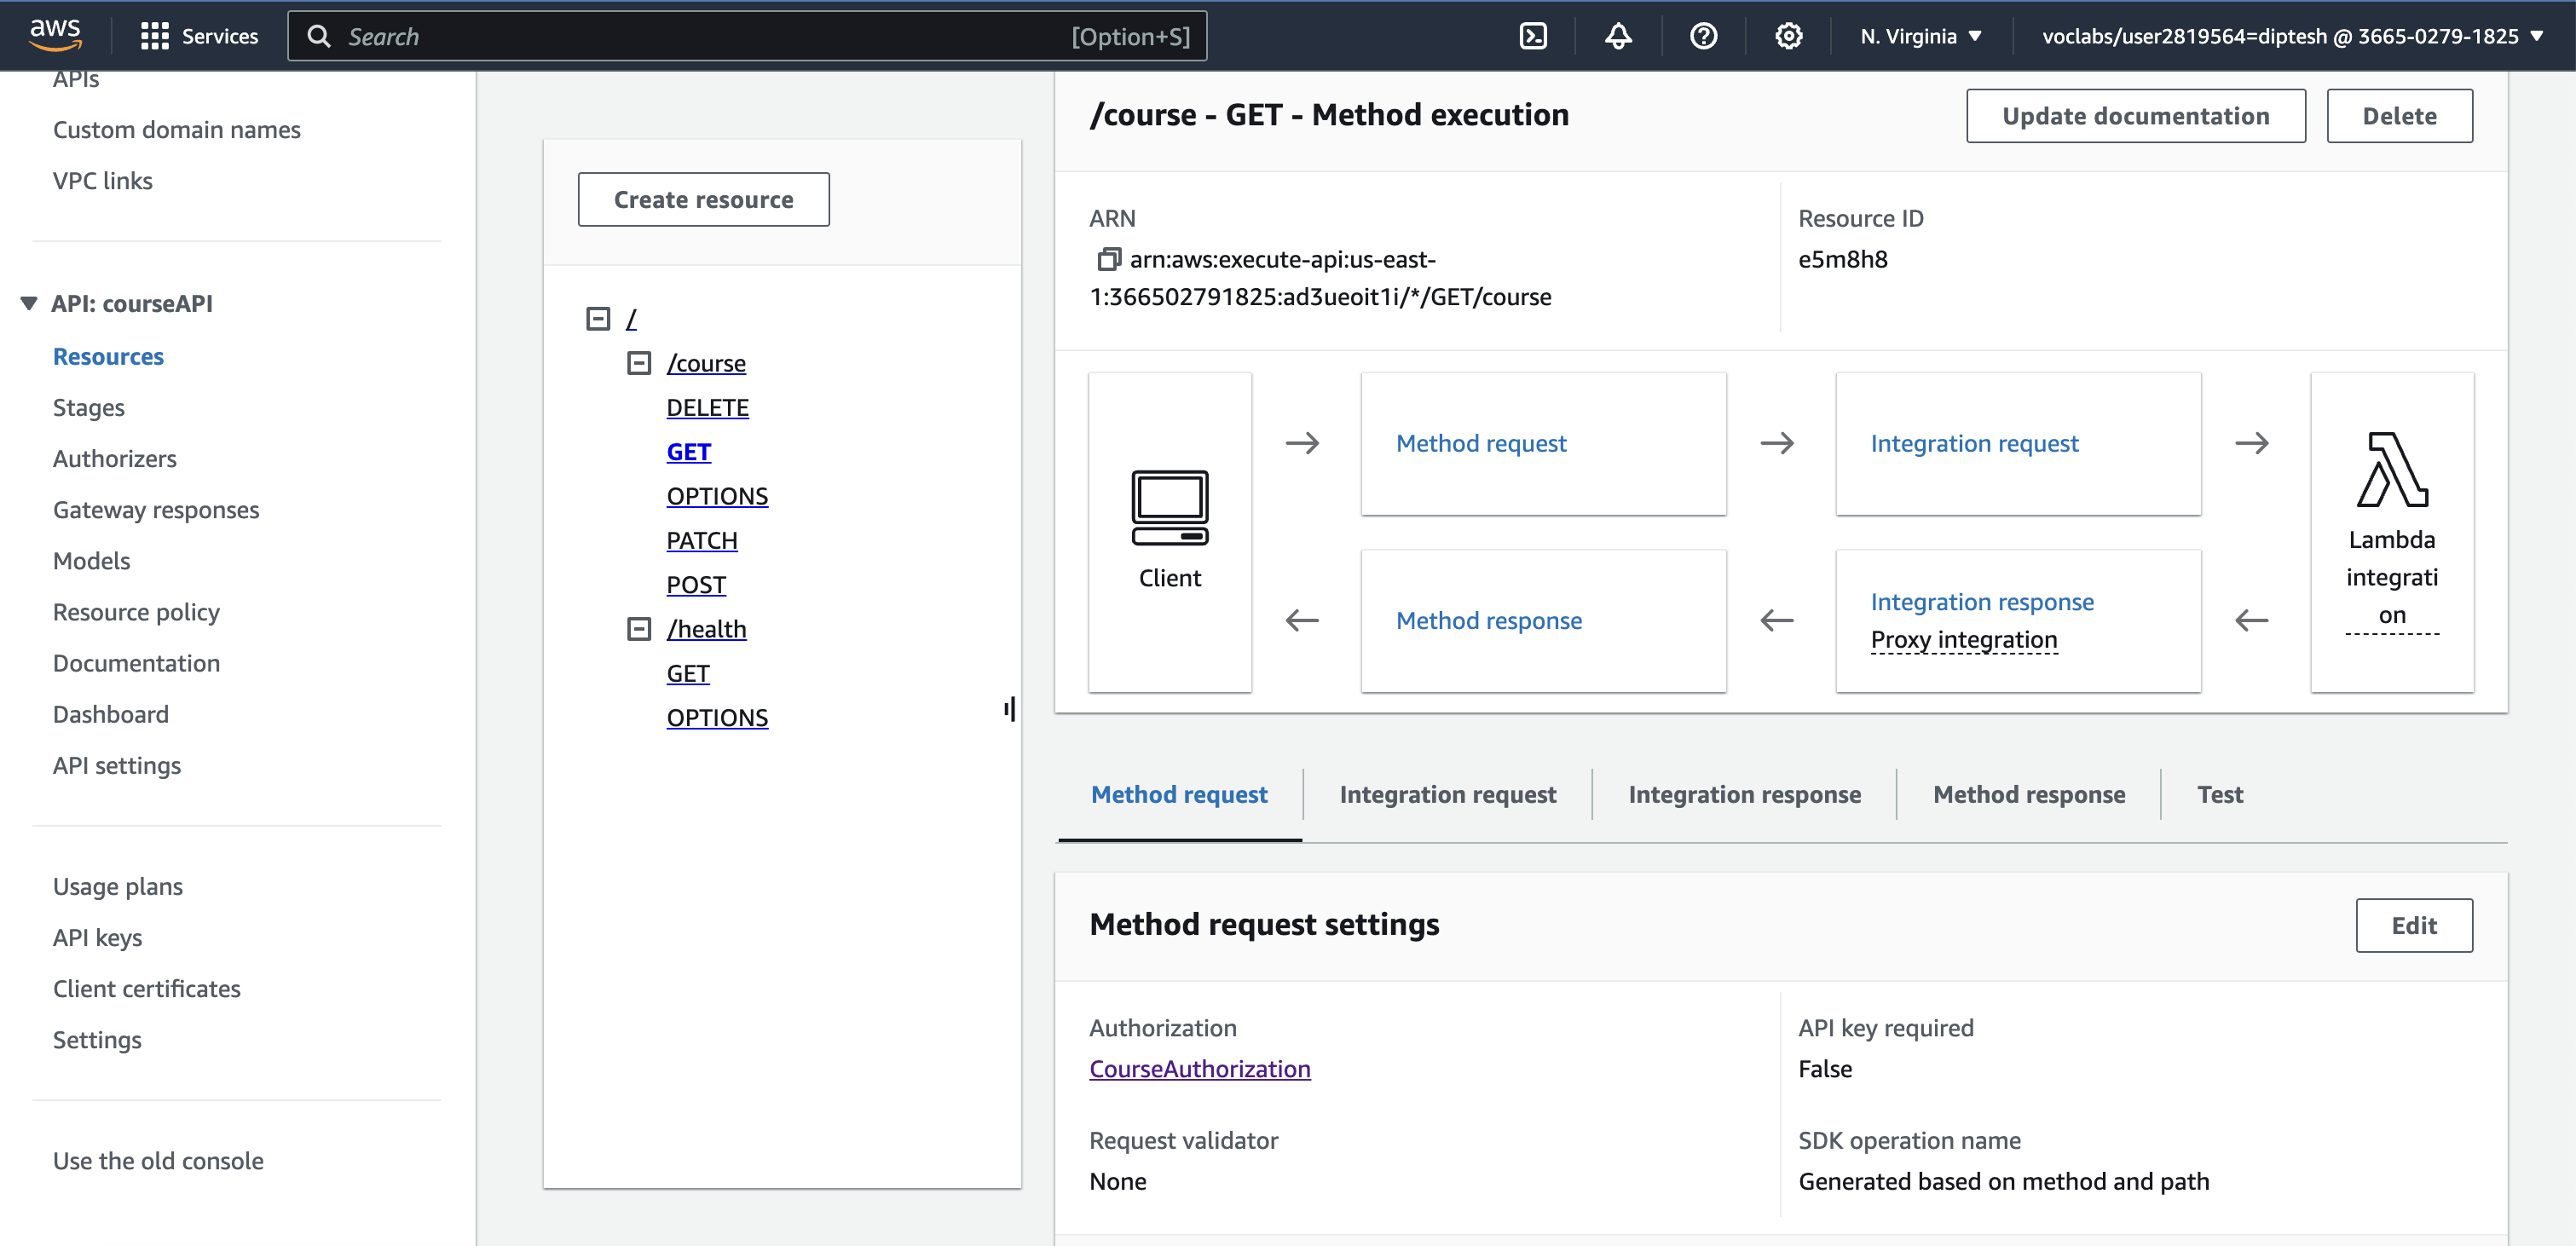 aws
Services
Search
[Option+S]
N. Virginia
voclabs/user2819564=diptesh @ 3665-0279-1825
APIs
Custom domain names
VPC links
API: courseAPI
Resources
Stages
Authorizers
Gateway responses
Models
Resource policy
Documentation
Dashboard
API settings
Usage plans
API keys
Client certificates
Settings
Use the old console
Create resource
/
/course
DELETE
GET
OPTIONS
PATCH
POST
/health
GET
OPTIONS
/course - GET - Method execution
Update documentation
Delete
ARN
arn:aws:execute-api:us-east-
1:366502791825:ad3ueoit1i/*/GET/course
Resource ID
e5m8h8
Client
Method request
Integration request
Method response
Integration response
Proxy integration
Lambda
integrati
on
Method request
Integration request
Integration response
Method response
Test
Method request settings
Edit
Authorization
CourseAuthorization
API key required
False
Request validator
None
SDK operation name
Generated based on method and path